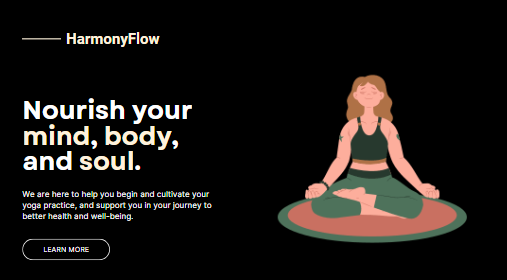 HarmonyFlow
Nourish your
mind, body,
and soul.
We are here to help you begin and cultivate your
yoga practice, and support you in your journey to
better health and well-being.
LEARN MORE